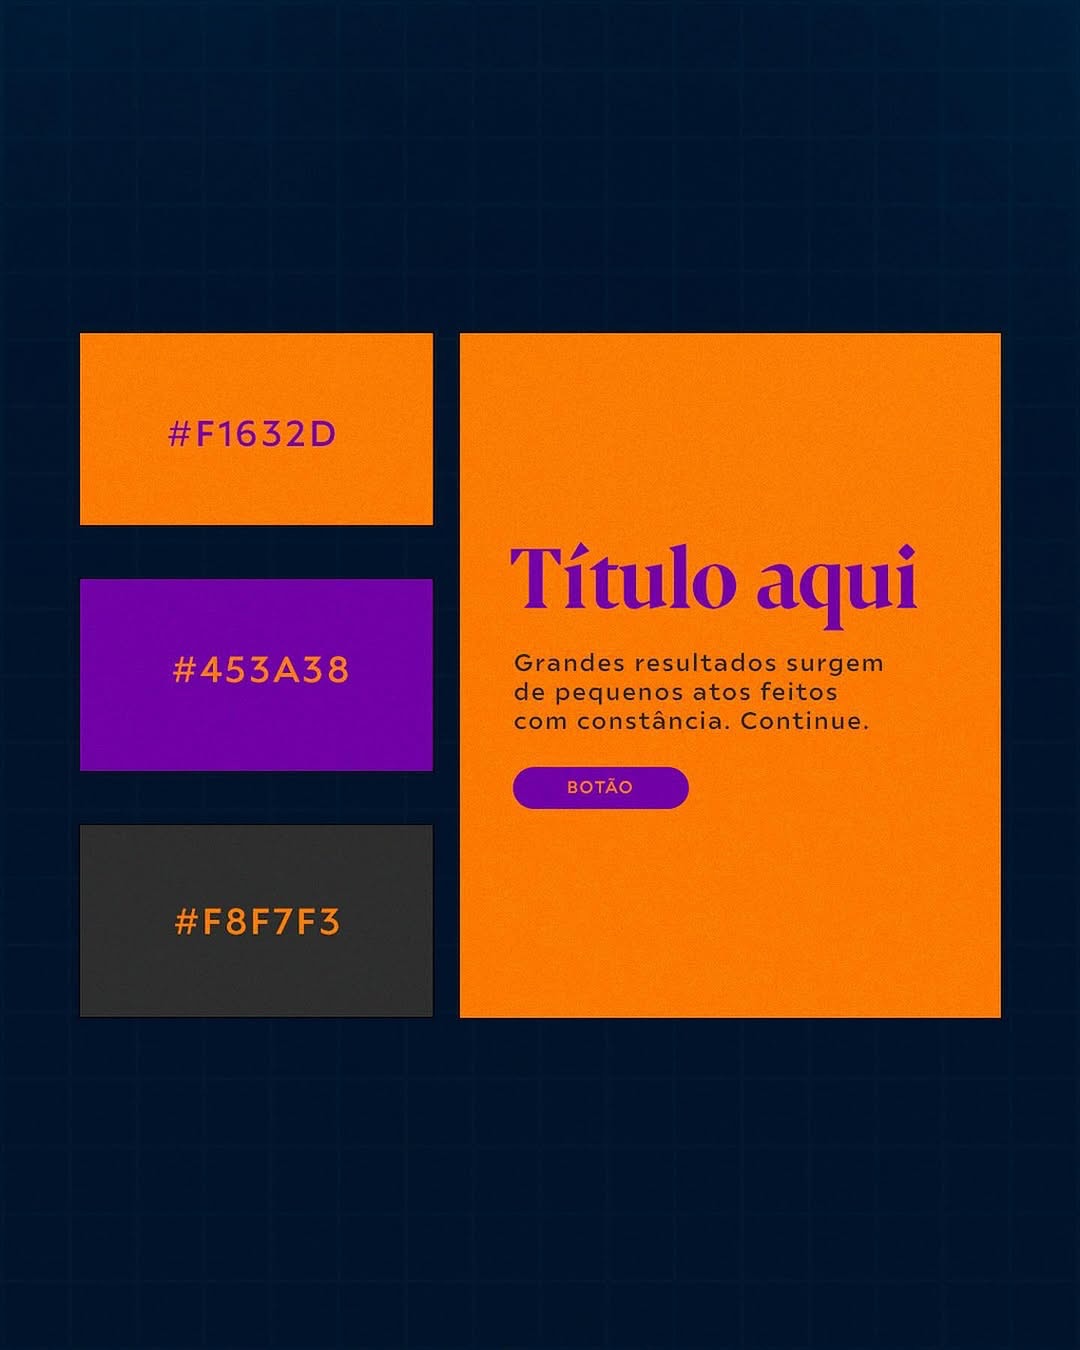 #F1632D
#453A38
#F8F7F3
Título aqui
Grandes resultados surgem
de pequenos atos feitos
com constância. Continue.
BOTÃO